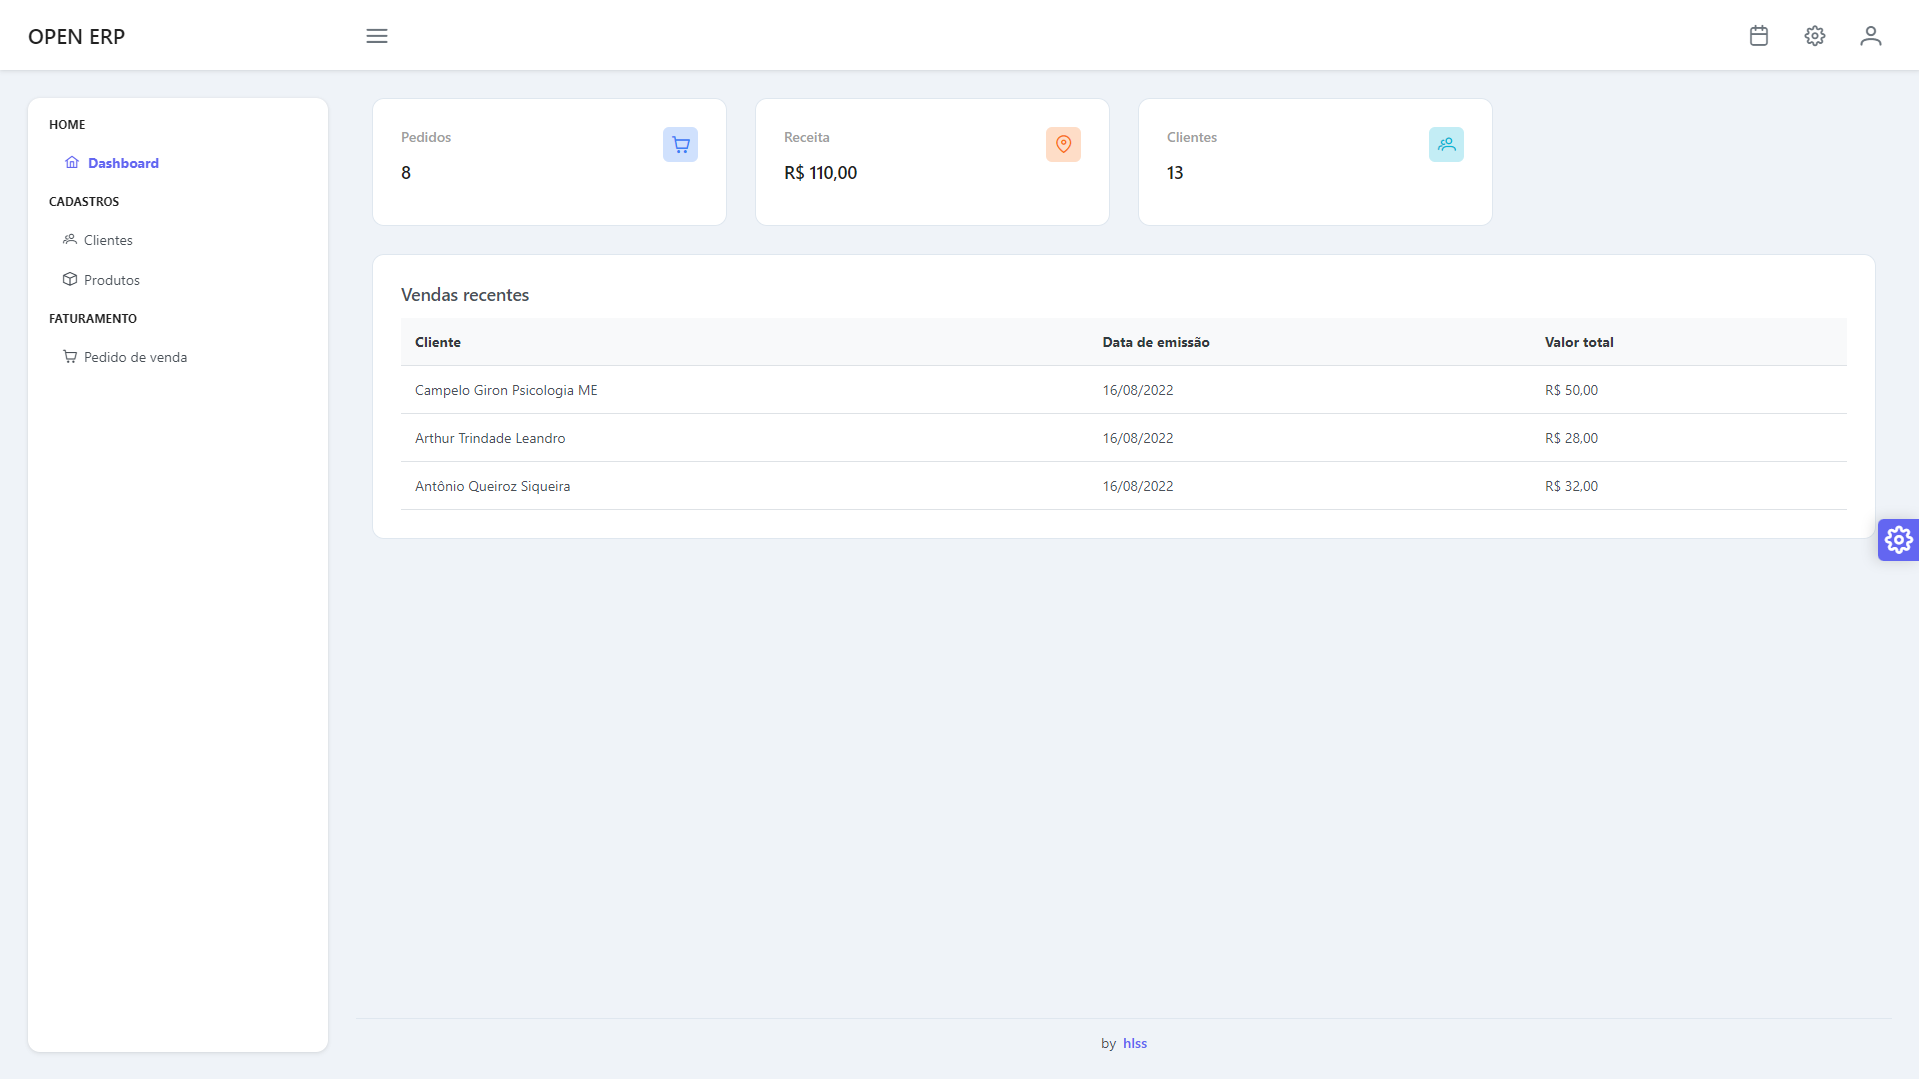 OPEN ERP
HOME
Dashboard
CADASTROS
Clientes
Produtos
FATURAMENTO
Pedido de venda
Pedidos
8
Receita
R$ 110,00
Clientes
13
Vendas recentes
Cliente Data de emissão Valor total
Campelo Giron Psicologia ME 16/08/2022 R$ 50,00
Arthur Trindade Leandro 16/08/2022 R$ 28,00
Antônio Queiroz Siqueira 16/08/2022 R$ 32,00
by hlss